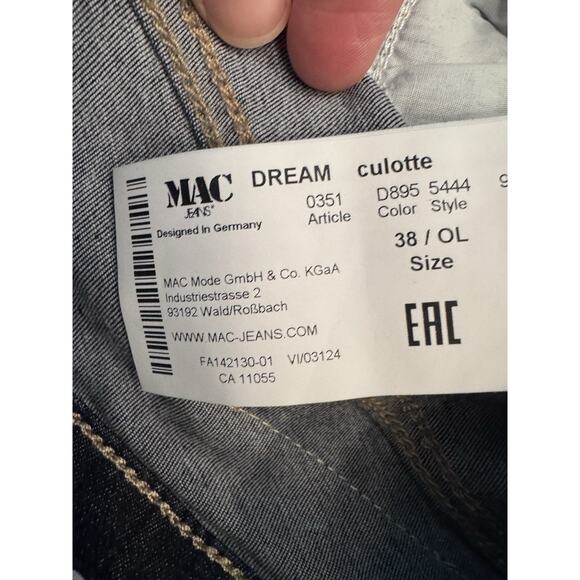 MAC
JEANS®
DREAM culotte
0351 D895 5444 9
Article Color Style
Designed In Germany
38 / OL
Size
MAC Mode GmbH & Co. KGaA
Industriestrasse 2
93192 Wald/Roßbach
WWW.MAC-JEANS.COM
EAC
FA142130-01 VI/03124
CA 11055